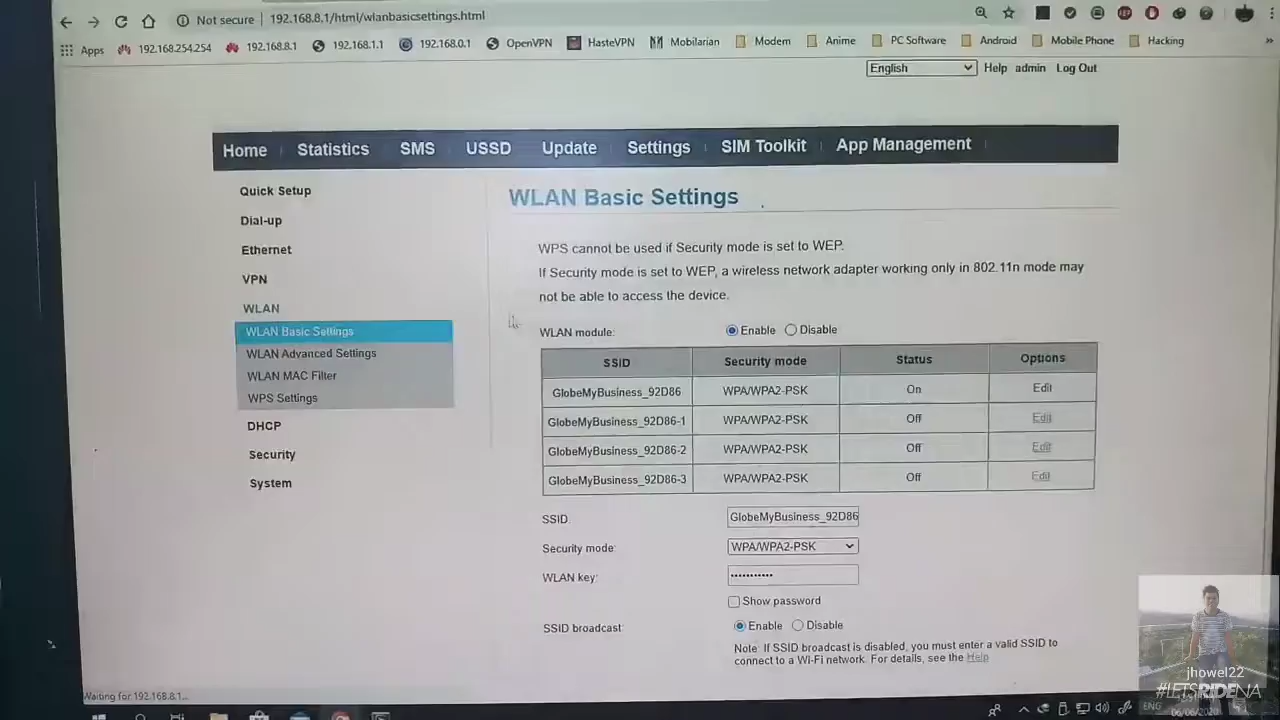 Not secure | 192.168.8.1/html/wlanbasicsettings.html
Apps 192.168.254.254 192.168.8.1 192.168.1.1 192.168.0.1 OpenVPN HasteVPN Mobilarian Modem Anime PC Software Android Mobile Phone Hacking »
English Help admin Log Out
Home Statistics SMS USSD Update Settings SIM Toolkit App Management
Quick Setup
Dial-up
Ethernet
VPN
WLAN
WLAN Basic Settings
WLAN Advanced Settings
WLAN MAC Filter
WPS Settings
DHCP
Security
System
WLAN Basic Settings
WPS cannot be used if Security mode is set to WEP.
If Security mode is set to WEP, a wireless network adapter working only in 802.11n mode may
not be able to access the device.
WLAN module: Enable Disable
SSID Security mode Status Options
GlobeMyBusiness_92D86 WPA/WPA2-PSK On Edit
GlobeMyBusiness_92D86-1 WPA/WPA2-PSK Off Edit
GlobeMyBusiness_92D86-2 WPA/WPA2-PSK Off Edit
GlobeMyBusiness_92D86-3 WPA/WPA2-PSK Off Edit
SSID: GlobeMyBusiness_92D86
Security mode: WPA/WPA2-PSK
WLAN key: •••••••••••
Show password
SSID broadcast: Enable Disable
Note: If SSID broadcast is disabled, you must enter a valid SSID to
connect to a Wi-Fi network. For details, see the Help
Waiting for 192.168.8.1...
jhowel22
#LETSRIDENA
ENG
06/06/2020